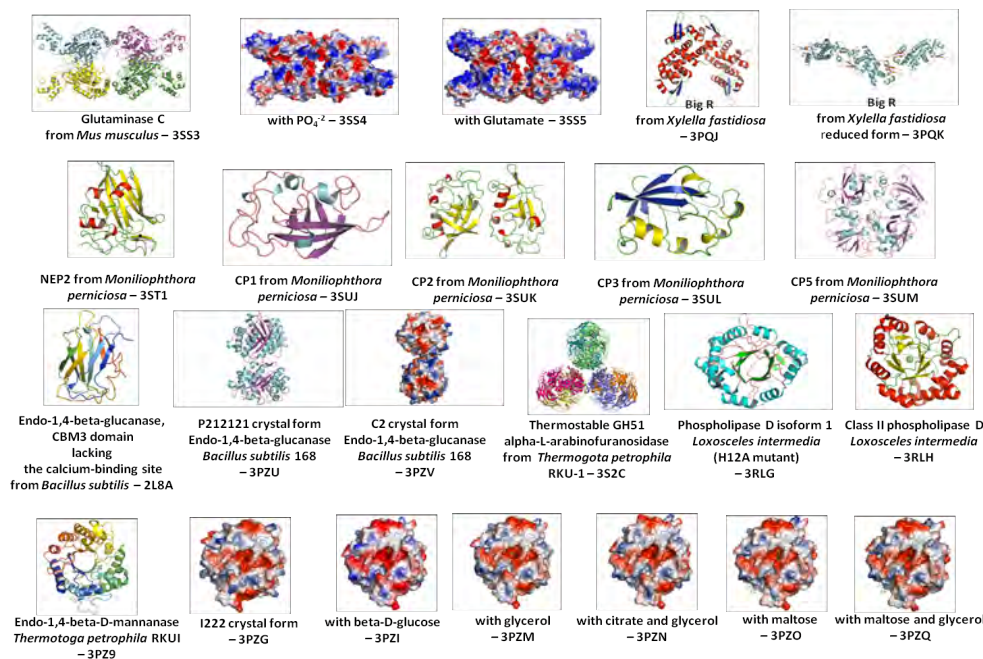 Glutaminase C
from Mus musculus – 3SS3
with PO4-2 – 3SS4
with Glutamate – 3SS5
Big R
from Xylella fastidiosa
– 3PQJ
Big R
from Xylella fastidiosa
reduced form – 3PQK
NEP2 from Moniliophthora
perniciosa – 3ST1
CP1 from Moniliophthora
perniciosa – 3SUJ
CP2 from Moniliophthora
perniciosa – 3SUK
CP3 from Moniliophthora
perniciosa – 3SUL
CP5 from Moniliophthora
perniciosa – 3SUM
Endo-1,4-beta-glucanase,
CBM3 domain
lacking
the calcium-binding site
from Bacillus subtilis – 2L8A
P212121 crystal form
Endo-1,4-beta-glucanase
Bacillus subtilis 168
– 3PZU
C2 crystal form
Endo-1,4-beta-glucanase
Bacillus subtilis 168
– 3PZV
Thermostable GH51
alpha-L-arabinofuranosidase
from Thermogota petrophila
RKU-1 – 3S2C
Phospholipase D isoform 1
Loxosceles intermedia
(H12A mutant)
– 3RLG
Class II phospholipase D
Loxosceles intermedia
– 3RLH
Endo-1,4-beta-D-mannanase
Thermotoga petrophila RKUI
– 3PZ9
I222 crystal form
– 3PZG
with beta-D-glucose
– 3PZI
with glycerol
– 3PZM
with citrate and glycerol
– 3PZN
with maltose
– 3PZO
with maltose and glycerol
– 3PZQ